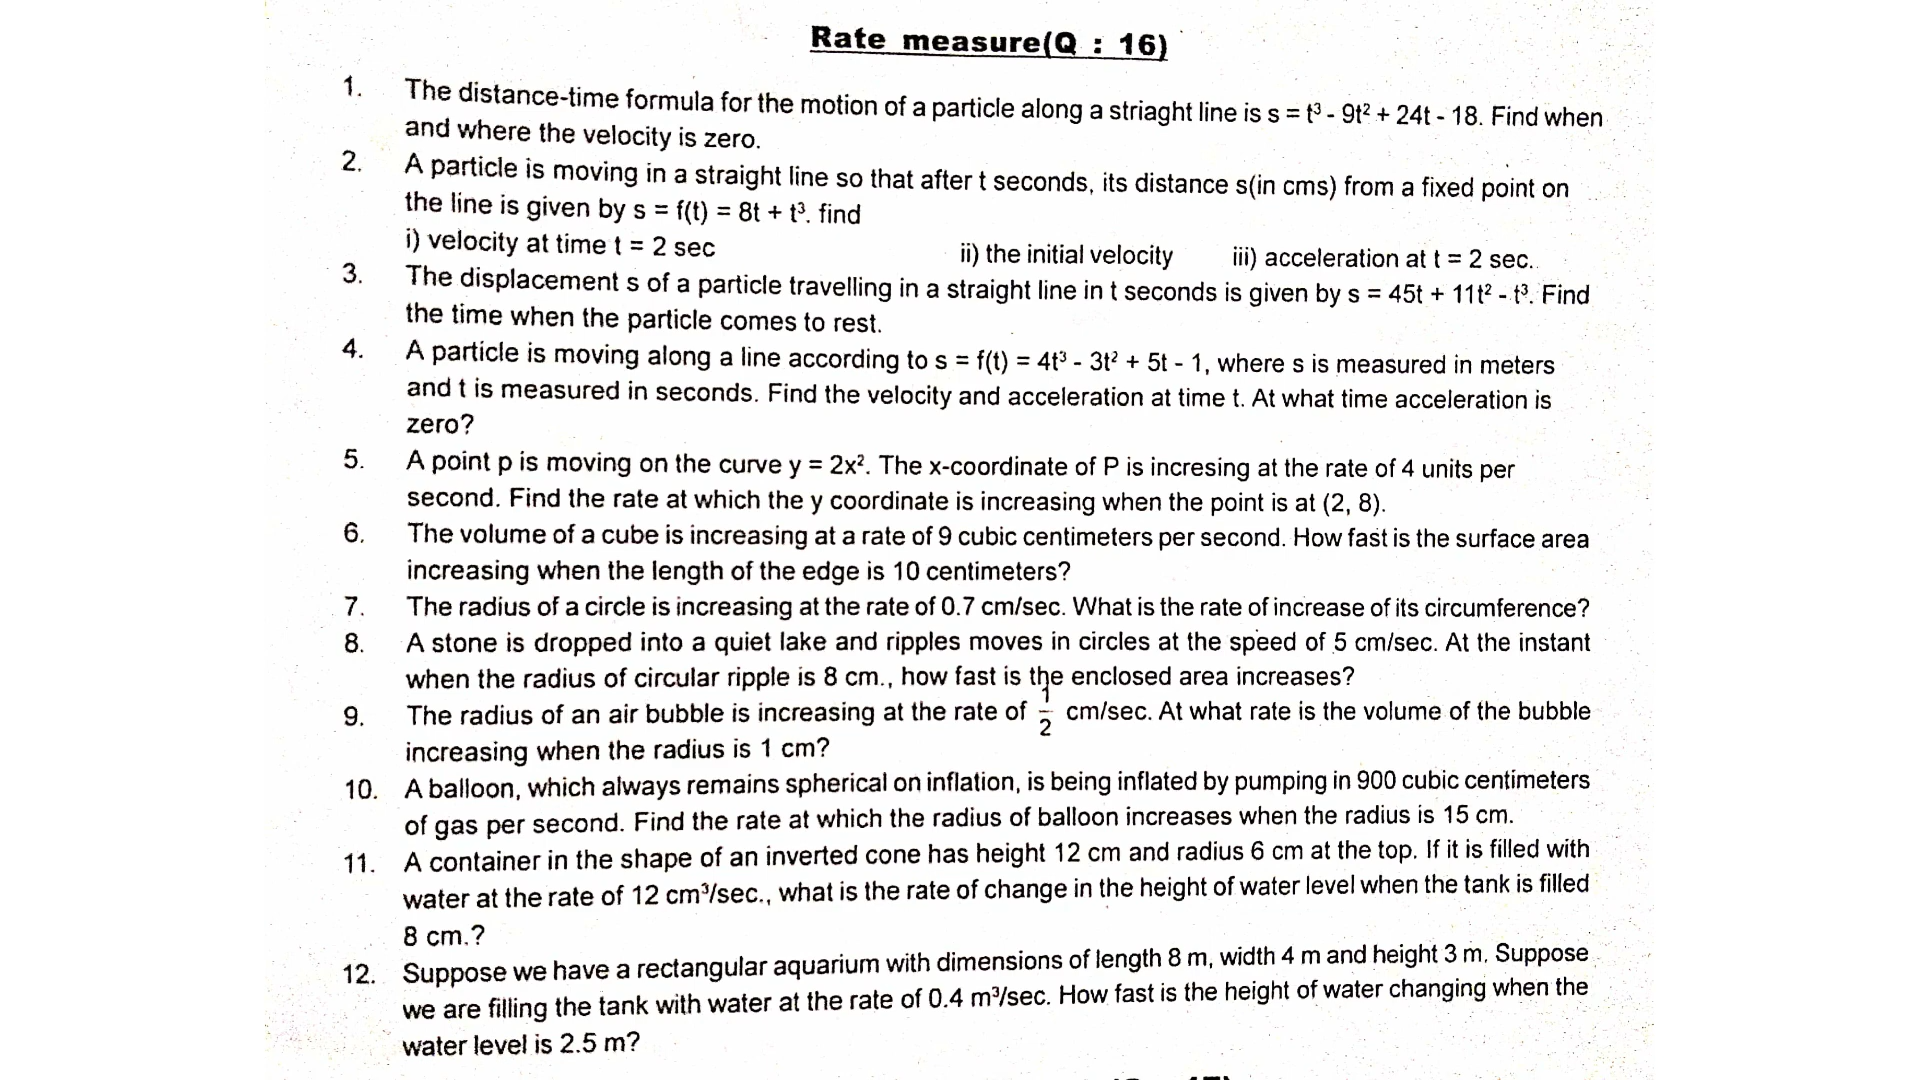 Rate measure(Q : 16)
1. The distance-time formula for the motion of a particle along a striaght line is s = t³ - 9t² + 24t - 18. Find when
and where the velocity is zero.
2. A particle is moving in a straight line so that after t seconds, its distance s(in cms) from a fixed point on
the line is given by s = f(t) = 8t + t³. find
i) velocity at time t = 2 sec ii) the initial velocity iii) acceleration at t = 2 sec.
3. The displacement s of a particle travelling in a straight line in t seconds is given by s = 45t + 11t² - t³. Find
the time when the particle comes to rest.
4. A particle is moving along a line according to s = f(t) = 4t³ - 3t² + 5t - 1, where s is measured in meters
and t is measured in seconds. Find the velocity and acceleration at time t. At what time acceleration is
zero?
5. A point p is moving on the curve y = 2x². The x-coordinate of P is incresing at the rate of 4 units per
second. Find the rate at which the y coordinate is increasing when the point is at (2, 8).
6. The volume of a cube is increasing at a rate of 9 cubic centimeters per second. How fast is the surface area
increasing when the length of the edge is 10 centimeters?
7. The radius of a circle is increasing at the rate of 0.7 cm/sec. What is the rate of increase of its circumference?
8. A stone is dropped into a quiet lake and ripples moves in circles at the speed of 5 cm/sec. At the instant
when the radius of circular ripple is 8 cm., how fast is the enclosed area increases?
9. The radius of an air bubble is increasing at the rate of 1/2 cm/sec. At what rate is the volume of the bubble
increasing when the radius is 1 cm?
10. A balloon, which always remains spherical on inflation, is being inflated by pumping in 900 cubic centimeters
of gas per second. Find the rate at which the radius of balloon increases when the radius is 15 cm.
11. A container in the shape of an inverted cone has height 12 cm and radius 6 cm at the top. If it is filled with
water at the rate of 12 cm³/sec., what is the rate of change in the height of water level when the tank is filled
8 cm.?
12. Suppose we have a rectangular aquarium with dimensions of length 8 m, width 4 m and height 3 m. Suppose
we are filling the tank with water at the rate of 0.4 m³/sec. How fast is the height of water changing when the
water level is 2.5 m?